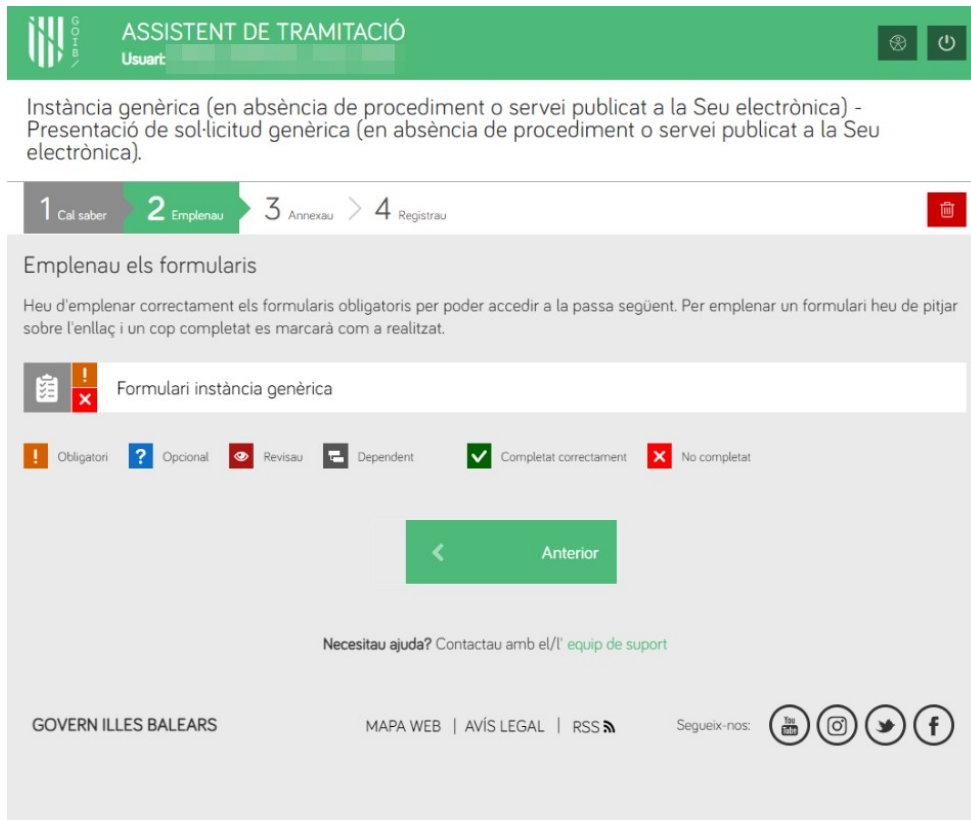 GOIB/
ASSISTENT DE TRAMITACIÓ
Usuari:
Instància genèrica (en absència de procediment o servei publicat a la Seu electrònica) -
Presentació de sol·licitud genèrica (en absència de procediment o servei publicat a la Seu
electrònica).
1 Cal saber 2 Emplenau 3 Annexau 4 Registrau
Emplenau els formularis
Heu d'emplenar correctament els formularis obligatoris per poder accedir a la passa següent. Per emplenar un formulari heu de pitjar
sobre l'enllaç i un cop completat es marcarà com a realitzat.
Formulari instància genèrica
! Obligatori ? Opcional Revisau Dependent Completat correctament No completat
Anterior
Necesitau ajuda? Contactau amb el/l' equip de suport
GOVERN ILLES BALEARS MAPA WEB | AVÍS LEGAL | RSS Segueix-nos: You Tube f